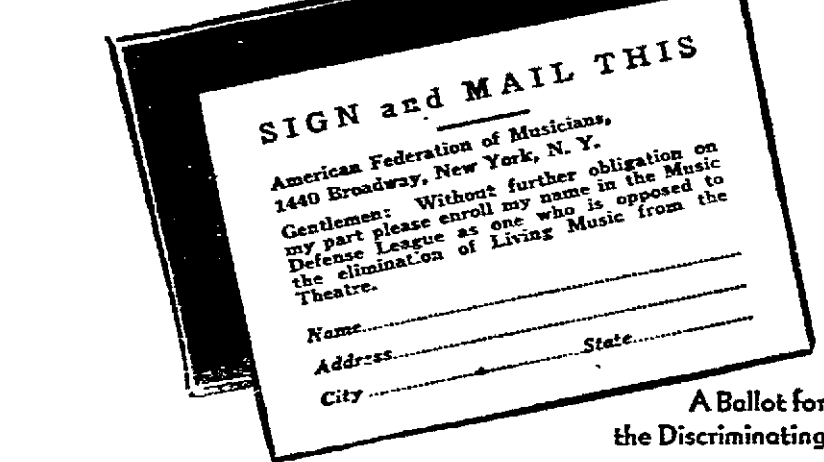 SIGN and MAIL THIS
American Federation of Musicians,
1440 Broadway, New York, N. Y.
Gentlemen: Without further obligation on
my part please enroll my name in the Music
Defense League as one who is opposed to
the elimination of Living Music from the
Theatre.
Name
Address
City State
A Ballot for
the Discriminating